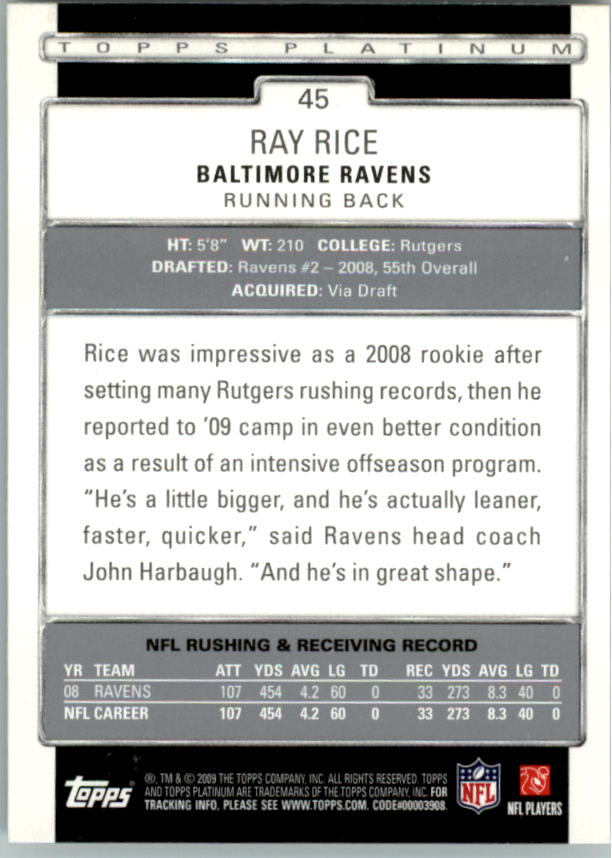 TOPPS PLATINUM
45
RAY RICE
BALTIMORE RAVENS
RUNNING BACK
HT: 5'8" WT: 210 COLLEGE: Rutgers
DRAFTED: Ravens #2 – 2008, 55th Overall
ACQUIRED: Via Draft
Rice was impressive as a 2008 rookie after
setting many Rutgers rushing records, then he
reported to '09 camp in even better condition
as a result of an intensive offseason program.
“He's a little bigger, and he's actually leaner,
faster, quicker,” said Ravens head coach
John Harbaugh. “And he's in great shape.”
NFL RUSHING & RECEIVING RECORD
YR TEAM ATT YDS AVG LG TD REC YDS AVG LG TD
08 RAVENS 107 454 4.2 60 0 33 273 8.3 40 0
NFL CAREER 107 454 4.2 60 0 33 273 8.3 40 0
Topps
®, TM & © 2009 THE TOPPS COMPANY, INC. ALL RIGHTS RESERVED. TOPPS
AND TOPPS PLATINUM ARE TRADEMARKS OF THE TOPPS COMPANY, INC. FOR
TRACKING INFO, PLEASE SEE WWW.TOPPS.COM. CODE#00003908.
NFL
NFL PLAYERS